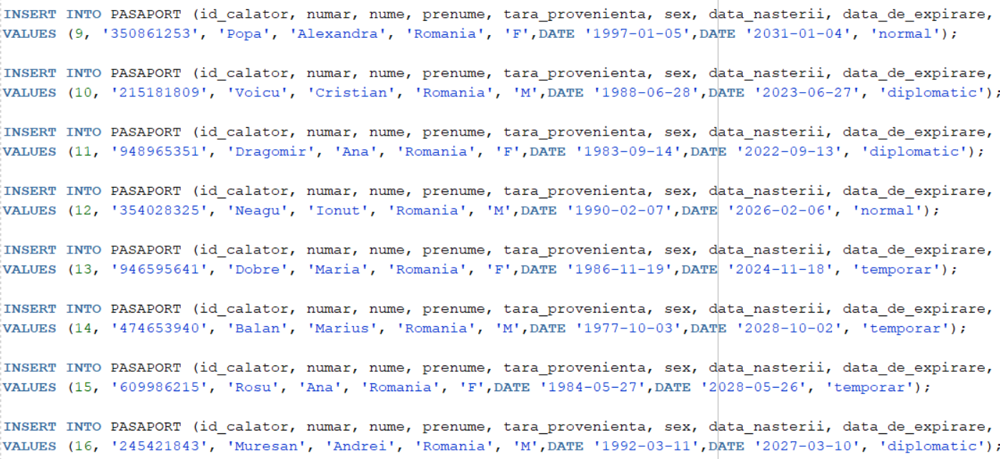 INSERT INTO PASAPORT (id_calator, numar, nume, prenume, tara_provenienta, sex, data_nasterii, data_de_expirare,
VALUES (9, '350861253', 'Popa', 'Alexandra', 'Romania', 'F',DATE '1997-01-05',DATE '2031-01-04', 'normal');
INSERT INTO PASAPORT (id_calator, numar, nume, prenume, tara_provenienta, sex, data_nasterii, data_de_expirare,
VALUES (10, '215181809', 'Voicu', 'Cristian', 'Romania', 'M',DATE '1988-06-28',DATE '2023-06-27', 'diplomatic');
INSERT INTO PASAPORT (id_calator, numar, nume, prenume, tara_provenienta, sex, data_nasterii, data_de_expirare,
VALUES (11, '948965351', 'Dragomir', 'Ana', 'Romania', 'F',DATE '1983-09-14',DATE '2022-09-13', 'diplomatic');
INSERT INTO PASAPORT (id_calator, numar, nume, prenume, tara_provenienta, sex, data_nasterii, data_de_expirare,
VALUES (12, '354028325', 'Neagu', 'Ionut', 'Romania', 'M',DATE '1990-02-07',DATE '2026-02-06', 'normal');
INSERT INTO PASAPORT (id_calator, numar, nume, prenume, tara_provenienta, sex, data_nasterii, data_de_expirare,
VALUES (13, '946595641', 'Dobre', 'Maria', 'Romania', 'F',DATE '1986-11-19',DATE '2024-11-18', 'temporar');
INSERT INTO PASAPORT (id_calator, numar, nume, prenume, tara_provenienta, sex, data_nasterii, data_de_expirare,
VALUES (14, '474653940', 'Balan', 'Marius', 'Romania', 'M',DATE '1977-10-03',DATE '2028-10-02', 'temporar');
INSERT INTO PASAPORT (id_calator, numar, nume, prenume, tara_provenienta, sex, data_nasterii, data_de_expirare,
VALUES (15, '609986215', 'Rosu', 'Ana', 'Romania', 'F',DATE '1984-05-27',DATE '2028-05-26', 'temporar');
INSERT INTO PASAPORT (id_calator, numar, nume, prenume, tara_provenienta, sex, data_nasterii, data_de_expirare,
VALUES (16, '245421843', 'Muresan', 'Andrei', 'Romania', 'M',DATE '1992-03-11',DATE '2027-03-10', 'diplomatic');